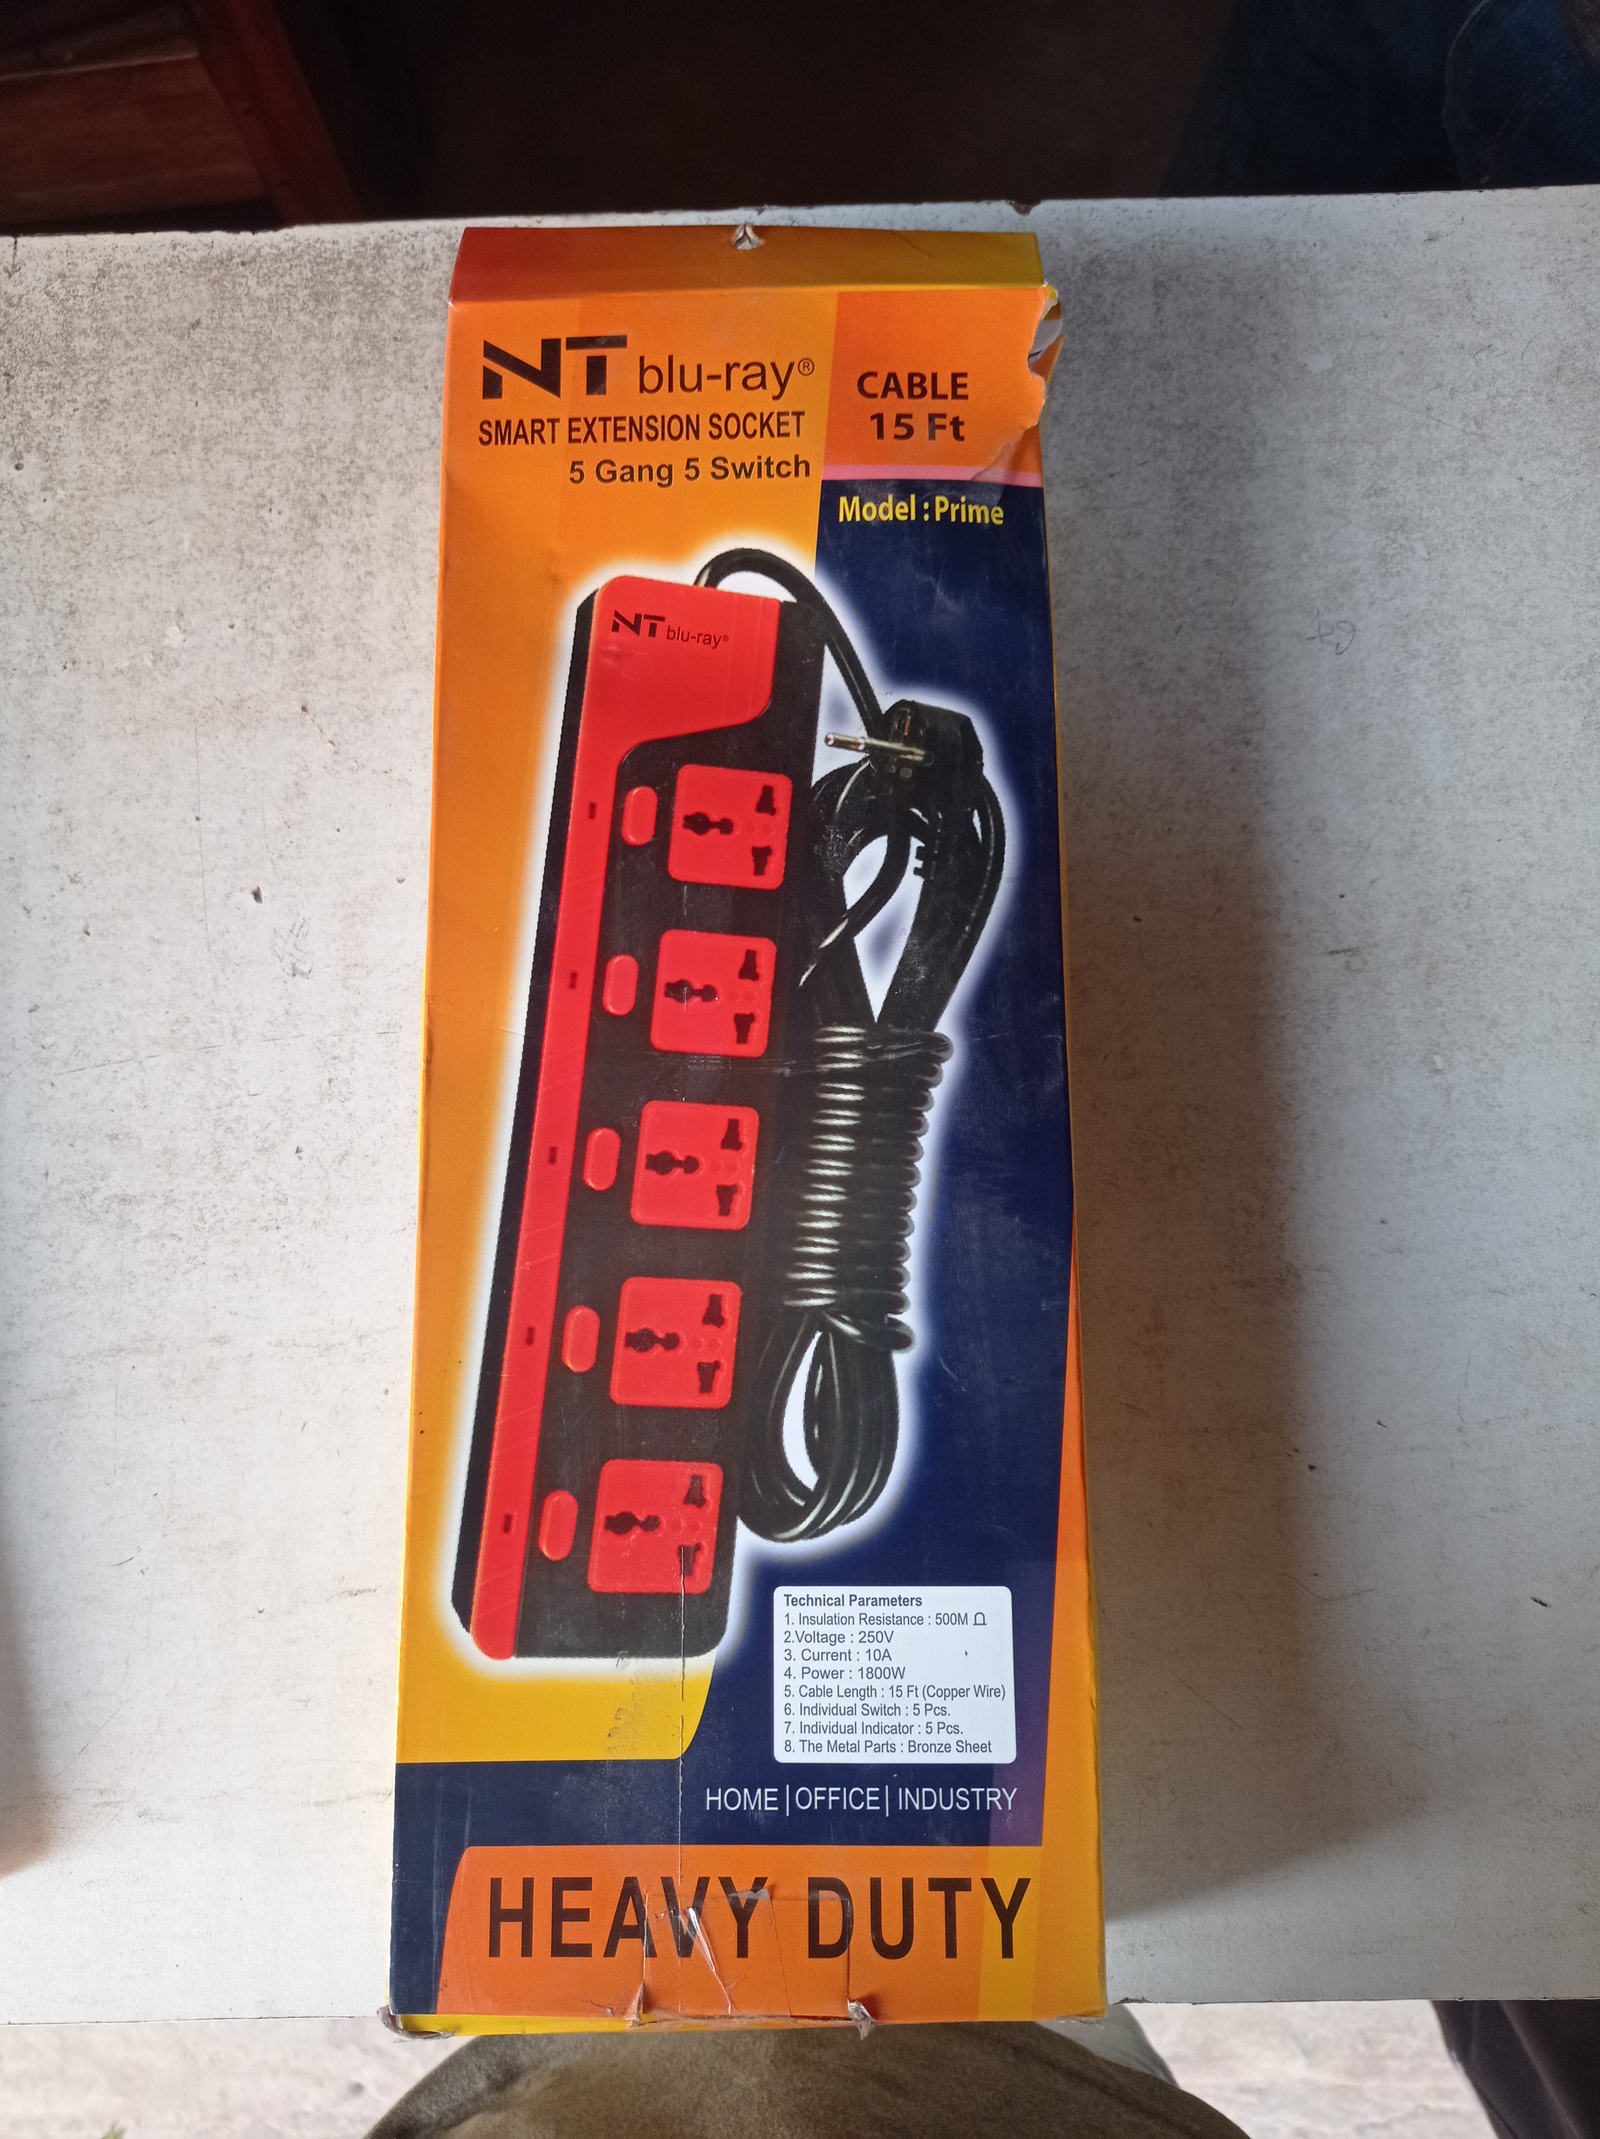 NT blu-ray®
SMART EXTENSION SOCKET
5 Gang 5 Switch
CABLE
15 Ft
Model : Prime
NT blu-ray®
Technical Parameters
1. Insulation Resistance : 500M Ω
2.Voltage : 250V
3. Current : 10A
4. Power : 1800W
5. Cable Length : 15 Ft (Copper Wire)
6. Individual Switch : 5 Pcs.
7. Individual Indicator : 5 Pcs.
8. The Metal Parts : Bronze Sheet
HOME | OFFICE | INDUSTRY
HEAVY DUTY